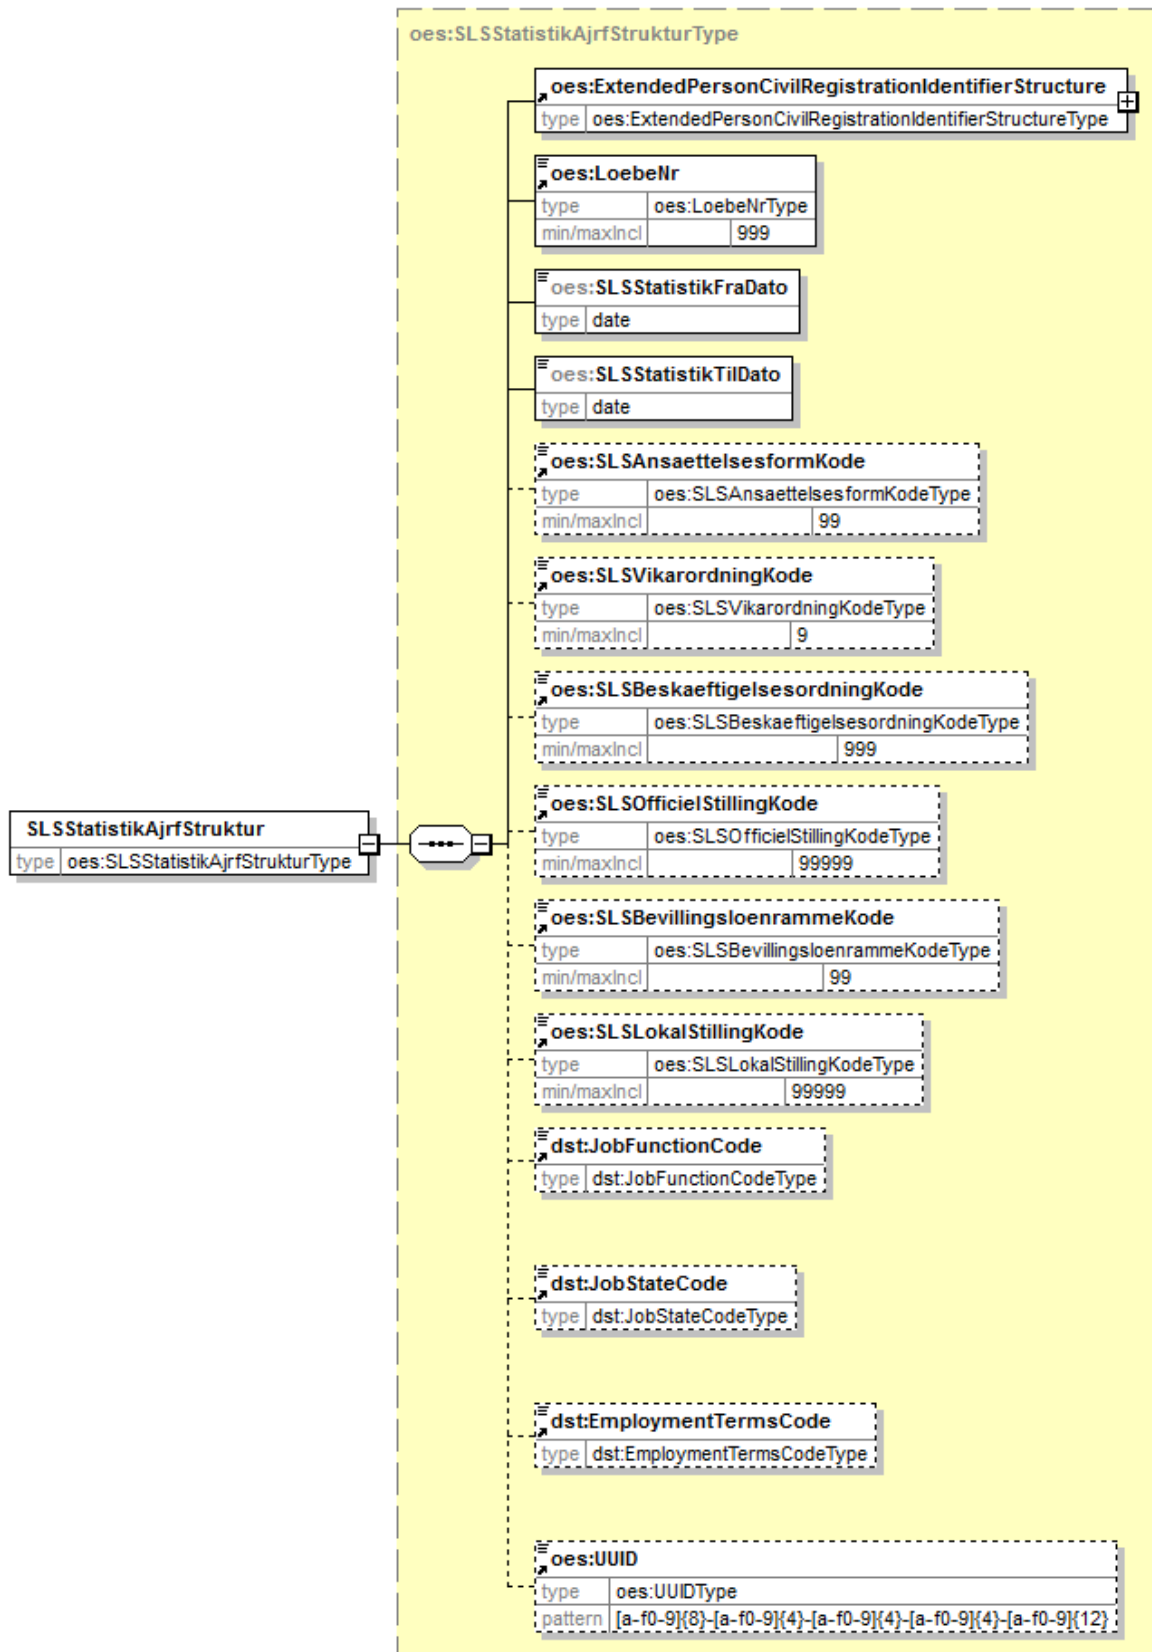 oes:SLSStatistikAjrfStrukturType
oes:ExtendedPersonCivilRegistrationIdentifierStructure
type oes:ExtendedPersonCivilRegistrationIdentifierStructureType
oes:LoebeNr
type oes:LoebeNrType
min/maxIncl 999
oes:SLSStatistikFraDato
type date
oes:SLSStatistikTilDato
type date
oes:SLSAnsaettelsesformKode
type oes:SLSAnsaettelsesformKodeType
min/maxIncl 99
oes:SLSVikarordningKode
type oes:SLSVikarordningKodeType
min/maxIncl 9
oes:SLSBeskaeftigelsesordningKode
type oes:SLSBeskaeftigelsesordningKodeType
min/maxIncl 999
SLSStatistikAjrfStruktur
type oes:SLSStatistikAjrfStrukturType
oes:SLSOfficielStillingKode
type oes:SLSOfficielStillingKodeType
min/maxIncl 99999
oes:SLSBevillingsloenrammeKode
type oes:SLSBevillingsloenrammeKodeType
min/maxIncl 99
oes:SLSLokalStillingKode
type oes:SLSLokalStillingKodeType
min/maxIncl 99999
dst:JobFunctionCode
type dst:JobFunctionCodeType
dst:JobStateCode
type dst:JobStateCodeType
dst:EmploymentTermsCode
type dst:EmploymentTermsCodeType
oes:UUID
type oes:UUIDType
pattern [a-f0-9]{8}-[a-f0-9]{4}-[a-f0-9]{4}-[a-f0-9]{4}-[a-f0-9]{12}